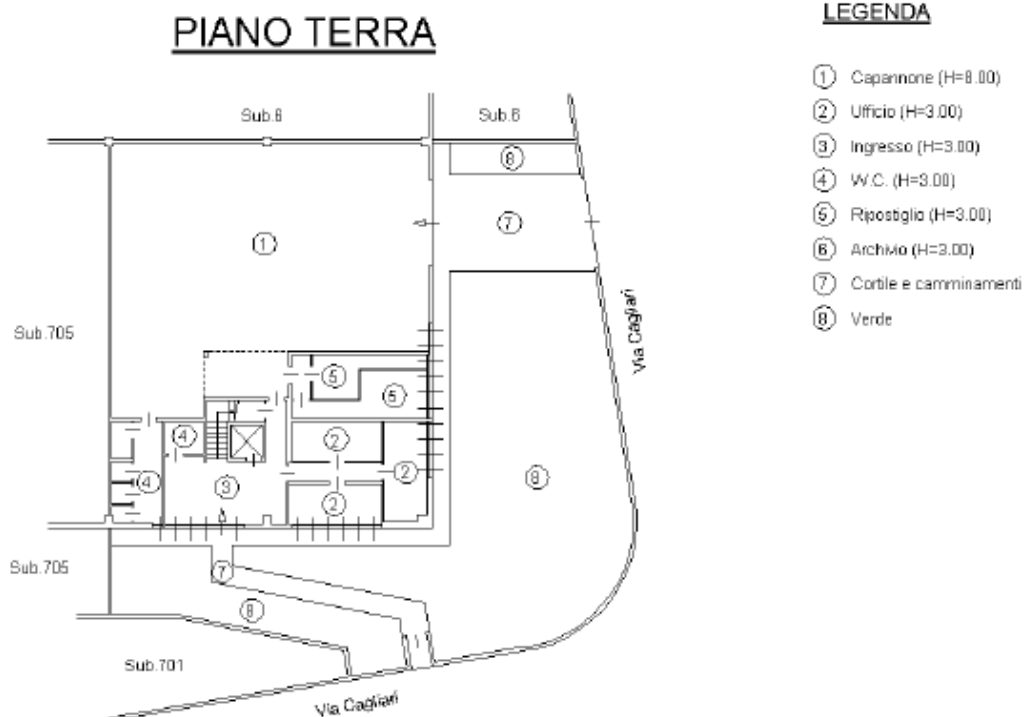 PIANO TERRA
LEGENDA
1 Capannone (H=8.00)
2 Ufficio (H=3.00)
3 Ingresso (H=3.00)
4 W.C. (H=3.00)
5 Ripostiglio (H=3.00)
6 Archivio (H=3.00)
7 Cortile e camminamenti
8 Verde
Sub.6
Sub.6
8
7
1
Via Cagliari
Sub.705
5
5
4
2
2
4
3
2
8
Sub.705
7
8
Sub.701
Via Cagliari